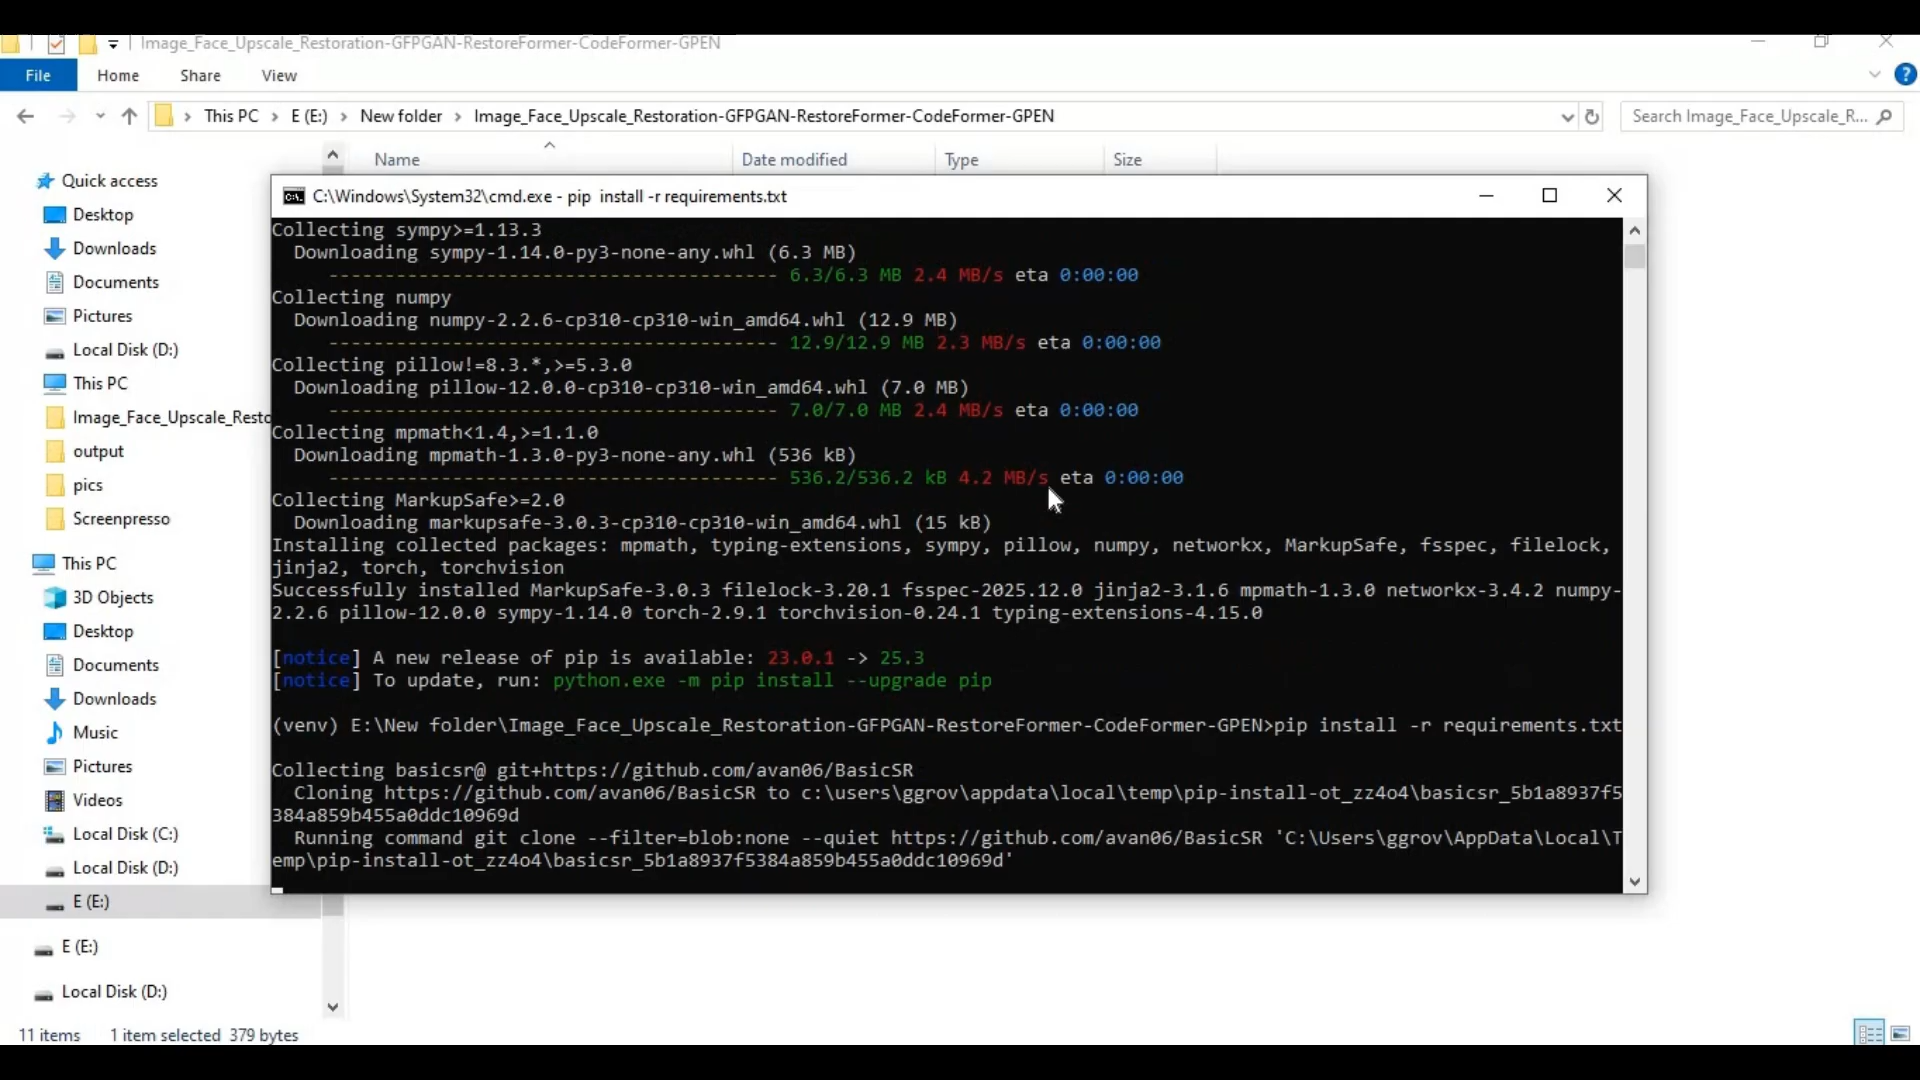 Image_Face_Upscale_Restoration-GFPGAN-RestoreFormer-CodeFormer-GPEN
File Home Share View
This PC > E (E:) > New folder > Image_Face_Upscale_Restoration-GFPGAN-RestoreFormer-CodeFormer-GPEN
Search Image_Face_Upscale_R...
Name Date modified Type Size
Quick access
Desktop
Downloads
Documents
Pictures
Local Disk (D:)
This PC
Image_Face_Upscale_Resto
output
pics
Screenpresso
This PC
3D Objects
Desktop
Documents
Downloads
Music
Pictures
Videos
Local Disk (C:)
Local Disk (D:)
E (E:)
E (E:)
Local Disk (D:)
11 items 1 item selected 379 bytes
C:\Windows\System32\cmd.exe - pip  install -r requirements.txt
Collecting sympy>=1.13.3
  Downloading sympy-1.14.0-py3-none-any.whl (6.3 MB)
     ---------------------------------------- 6.3/6.3 MB 2.4 MB/s eta 0:00:00
Collecting numpy
  Downloading numpy-2.2.6-cp310-cp310-win_amd64.whl (12.9 MB)
     ---------------------------------------- 12.9/12.9 MB 2.3 MB/s eta 0:00:00
Collecting pillow!=8.3.*,>=5.3.0
  Downloading pillow-12.0.0-cp310-cp310-win_amd64.whl (7.0 MB)
     ---------------------------------------- 7.0/7.0 MB 2.4 MB/s eta 0:00:00
Collecting mpmath<1.4,>=1.1.0
  Downloading mpmath-1.3.0-py3-none-any.whl (536 kB)
     ---------------------------------------- 536.2/536.2 kB 4.2 MB/s eta 0:00:00
Collecting MarkupSafe>=2.0
  Downloading markupsafe-3.0.3-cp310-cp310-win_amd64.whl (15 kB)
Installing collected packages: mpmath, typing-extensions, sympy, pillow, numpy, networkx, MarkupSafe, fsspec, filelock,
jinja2, torch, torchvision
Successfully installed MarkupSafe-3.0.3 filelock-3.20.1 fsspec-2025.12.0 jinja2-3.1.6 mpmath-1.3.0 networkx-3.4.2 numpy-
2.2.6 pillow-12.0.0 sympy-1.14.0 torch-2.9.1 torchvision-0.24.1 typing-extensions-4.15.0
[notice] A new release of pip is available: 23.0.1 -> 25.3
[notice] To update, run: python.exe -m pip install --upgrade pip
(venv) E:\New folder\Image_Face_Upscale_Restoration-GFPGAN-RestoreFormer-CodeFormer-GPEN>pip install -r requirements.txt
Collecting basicsr@ git+https://github.com/avan06/BasicSR
  Cloning https://github.com/avan06/BasicSR to c:\users\ggrov\appdata\local\temp\pip-install-ot_zz4o4\basicsr_5b1a8937f5
384a859b455a0ddc10969d
  Running command git clone --filter=blob:none --quiet https://github.com/avan06/BasicSR 'C:\Users\ggrov\AppData\Local\T
emp\pip-install-ot_zz4o4\basicsr_5b1a8937f5384a859b455a0ddc10969d'